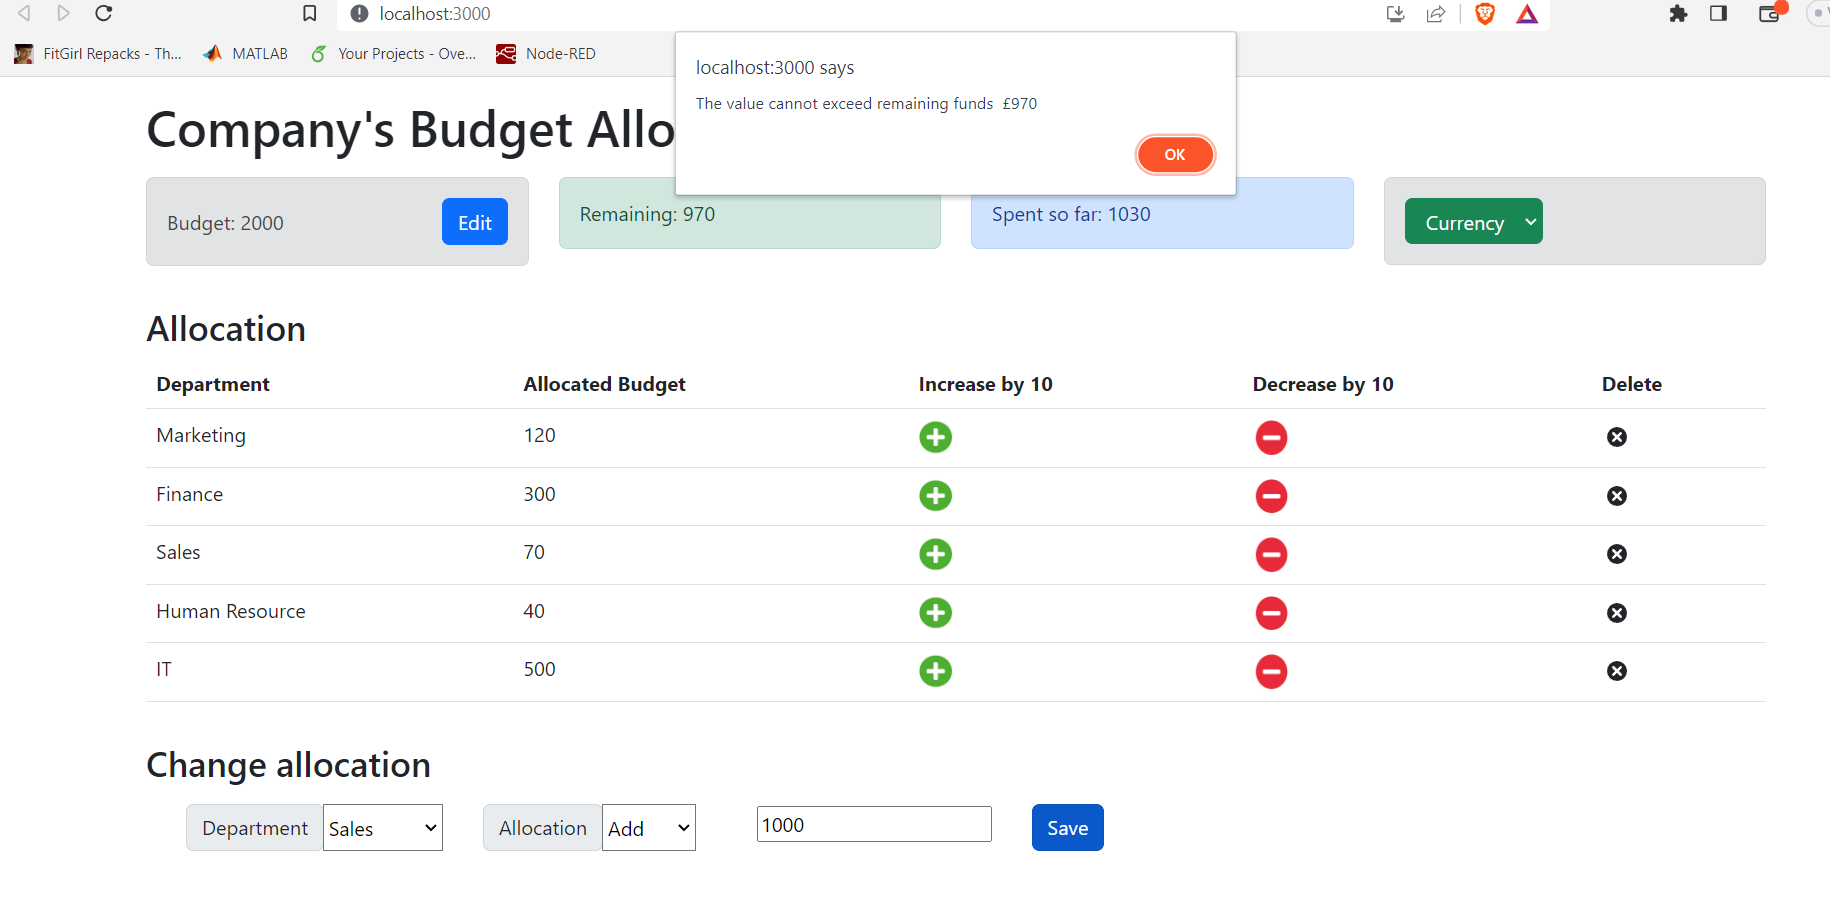 localhost:3000
FitGirl Repacks - Th... MATLAB Your Projects - Ove... Node-RED
localhost:3000 says
The value cannot exceed remaining funds £970
OK
Company's Budget Allo
Budget: 2000 Edit Remaining: 970 Spent so far: 1030 Currency
Allocation
Department Allocated Budget Increase by 10 Decrease by 10 Delete
Marketing 120
Finance 300
Sales 70
Human Resource 40
IT 500
Change allocation
Department Sales Allocation Add 1000 Save